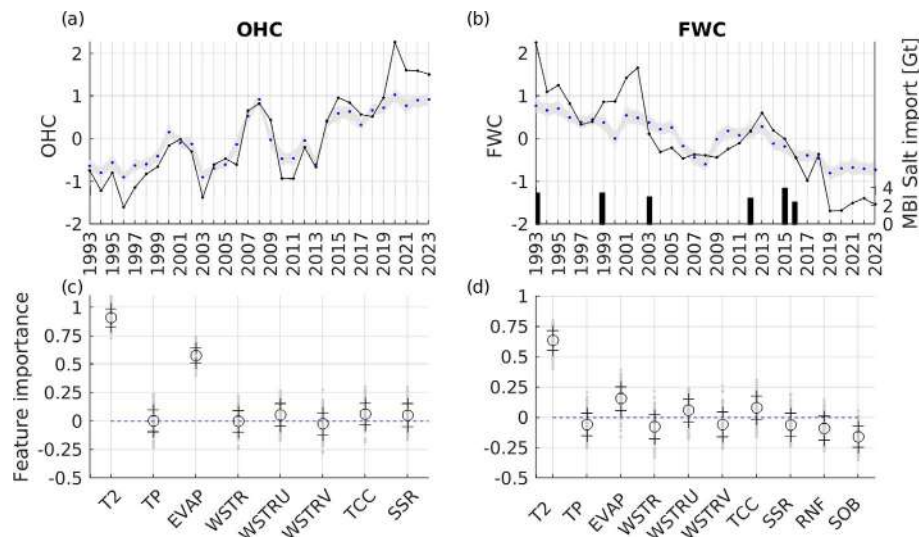 (a) OHC
OHC
2
1
0
-1
-2
1993 1995 1997 1999 2001 2003 2005 2007 2009 2011 2013 2015 2017 2019 2021 2023
(b) FWC
FWC
2
1
0
-1
-2
MBI Salt import [Gt]
4
2
0
1993 1995 1997 1999 2001 2003 2005 2007 2009 2011 2013 2015 2017 2019 2021 2023
(c)
Feature importance
1
0.75
0.5
0.25
0
-0.25
-0.5
T2 TP EVAP WSTR WSTRU WSTRV TCC SSR
(d)
1
0.75
0.5
0.25
0
-0.25
-0.5
T2 TP EVAP WSTR WSTRU WSTRV TCC SSR RNF SOB